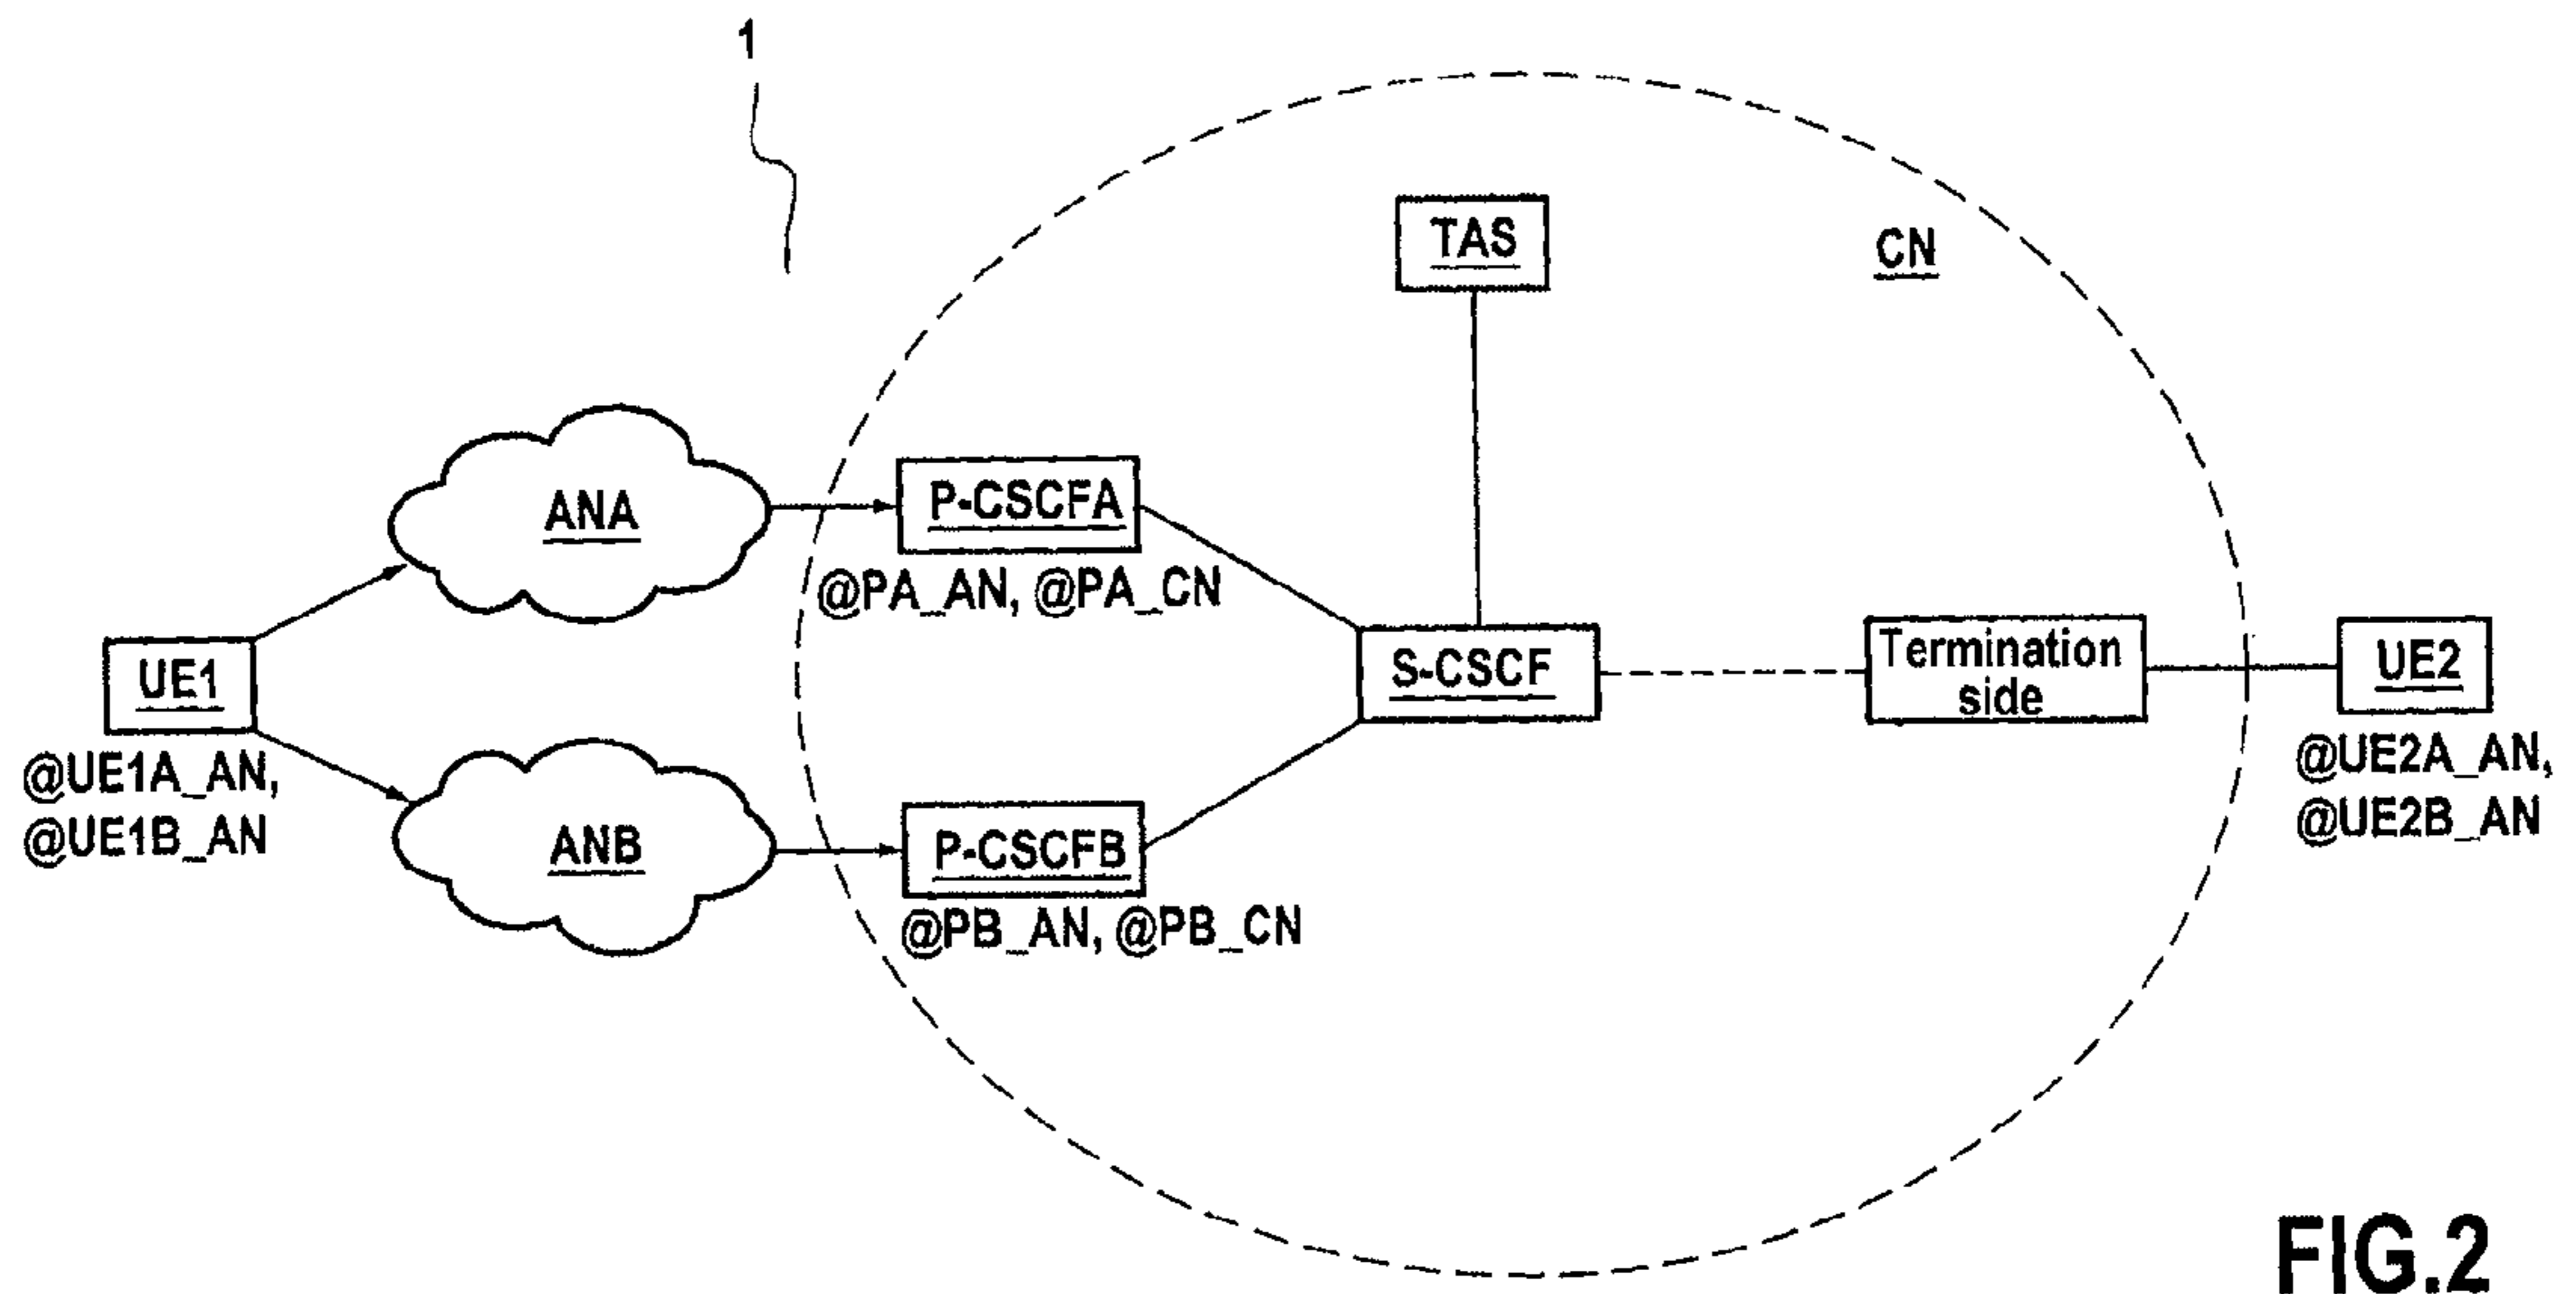 1
TAS
CN
ANA
P-CSCFA
@PA_AN, @PA_CN
UE1
@UE1A_AN,
@UE1B_AN
S-CSCF
Termination
side
UE2
@UE2A_AN,
@UE2B_AN
ANB
P-CSCFB
@PB_AN, @PB_CN
FIG.2